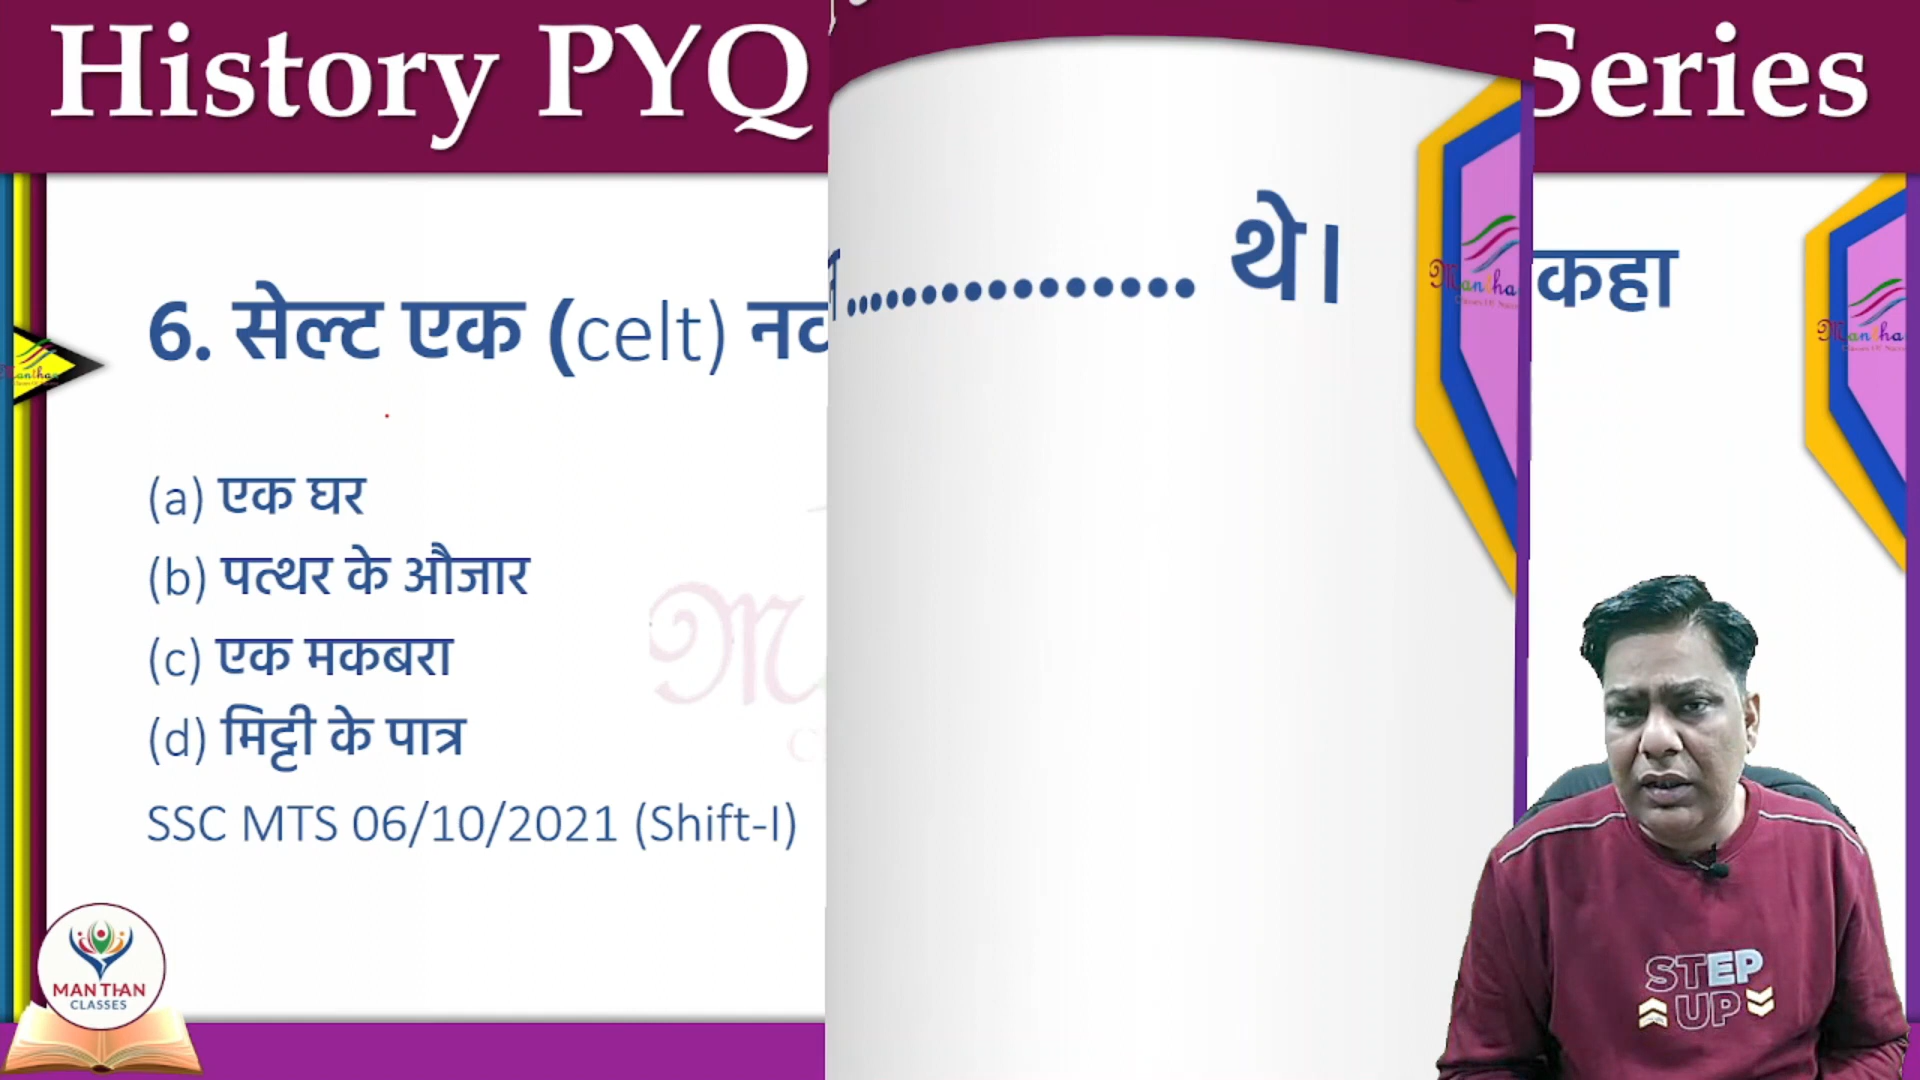 History PYQ Series
6. सेल्ट एक (celt)
............... थे।
कहा
(a) एक घर
(b) पत्थर के औजार
(c) एक मकबरा
(d) मिट्टी के पात्र
SSC MTS 06/10/2021 (Shift-I)
MANTHAN
CLASSES
STEP
UP